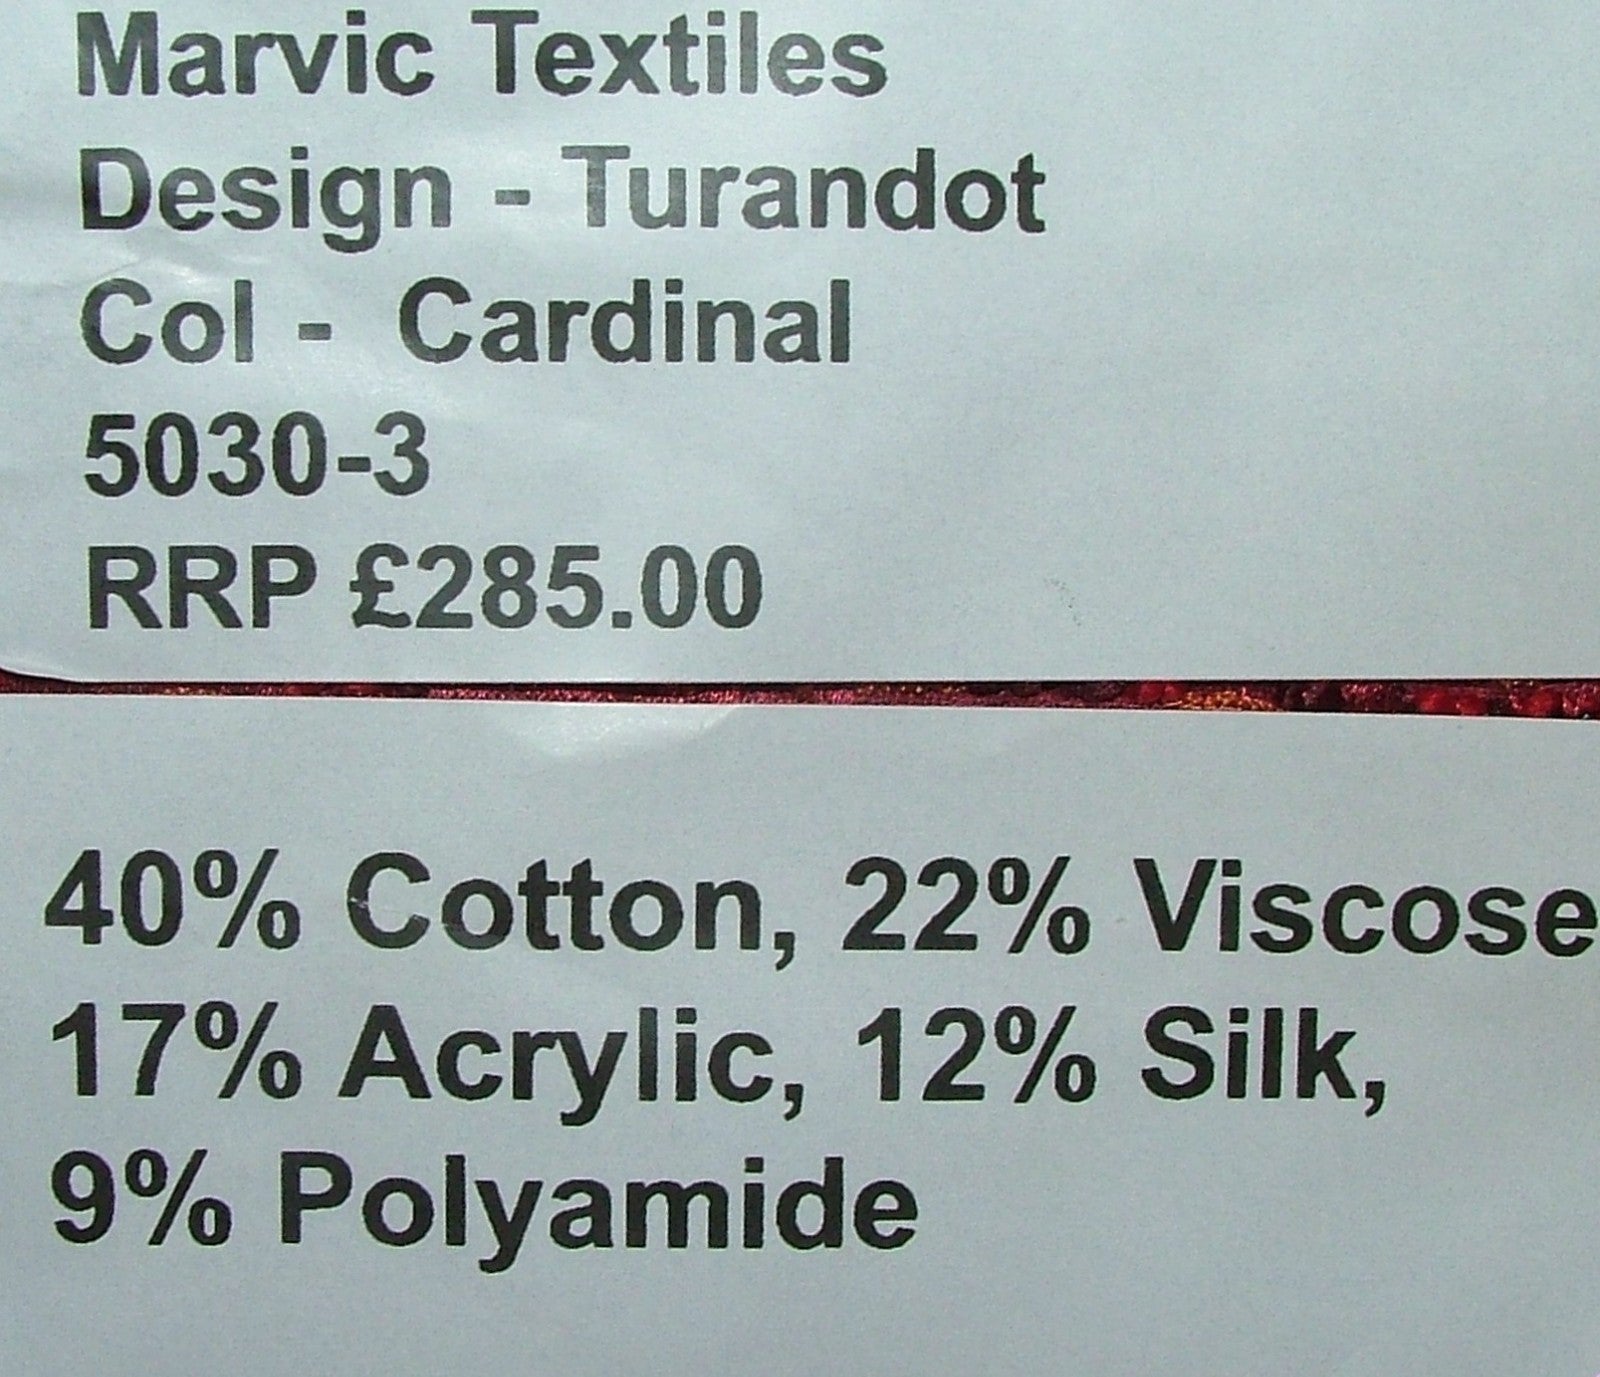 Marvic Textiles
Design - Turandot
Col - Cardinal
5030-3
RRP £285.00
40% Cotton, 22% Viscose
17% Acrylic, 12% Silk,
9% Polyamide